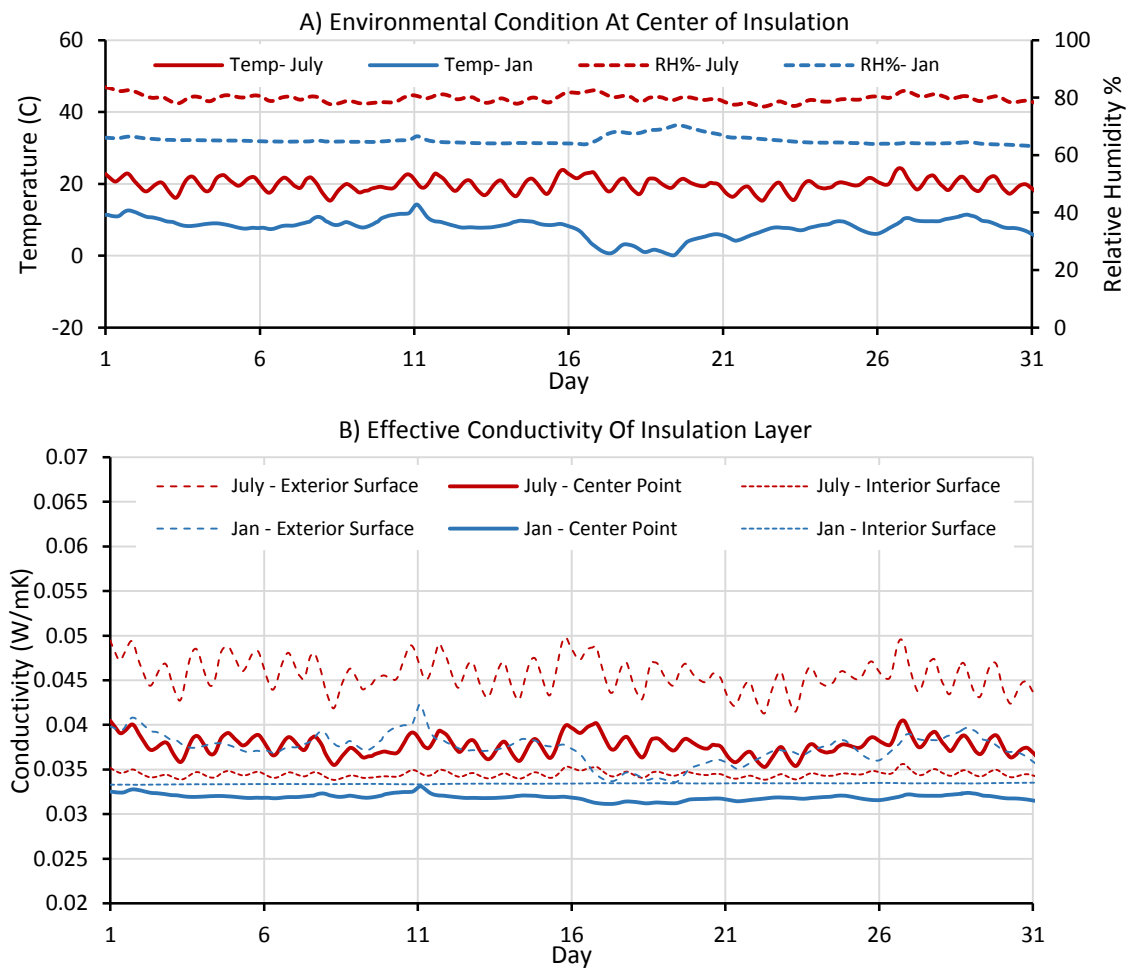 A) Environmental Condition At Center of Insulation
Temp- July Temp- Jan RH%- July RH%- Jan
Temperature (C)
60
40
20
0
-20
Relative Humidity %
100
80
60
40
20
0
1 6 11 16 21 26 31
Day
B) Effective Conductivity Of Insulation Layer
July - Exterior Surface July - Center Point July - Interior Surface
Jan - Exterior Surface Jan - Center Point Jan - Interior Surface
Conductivity (W/mK)
0.07
0.065
0.06
0.055
0.05
0.045
0.04
0.035
0.03
0.025
0.02
1 6 11 16 21 26 31
Day